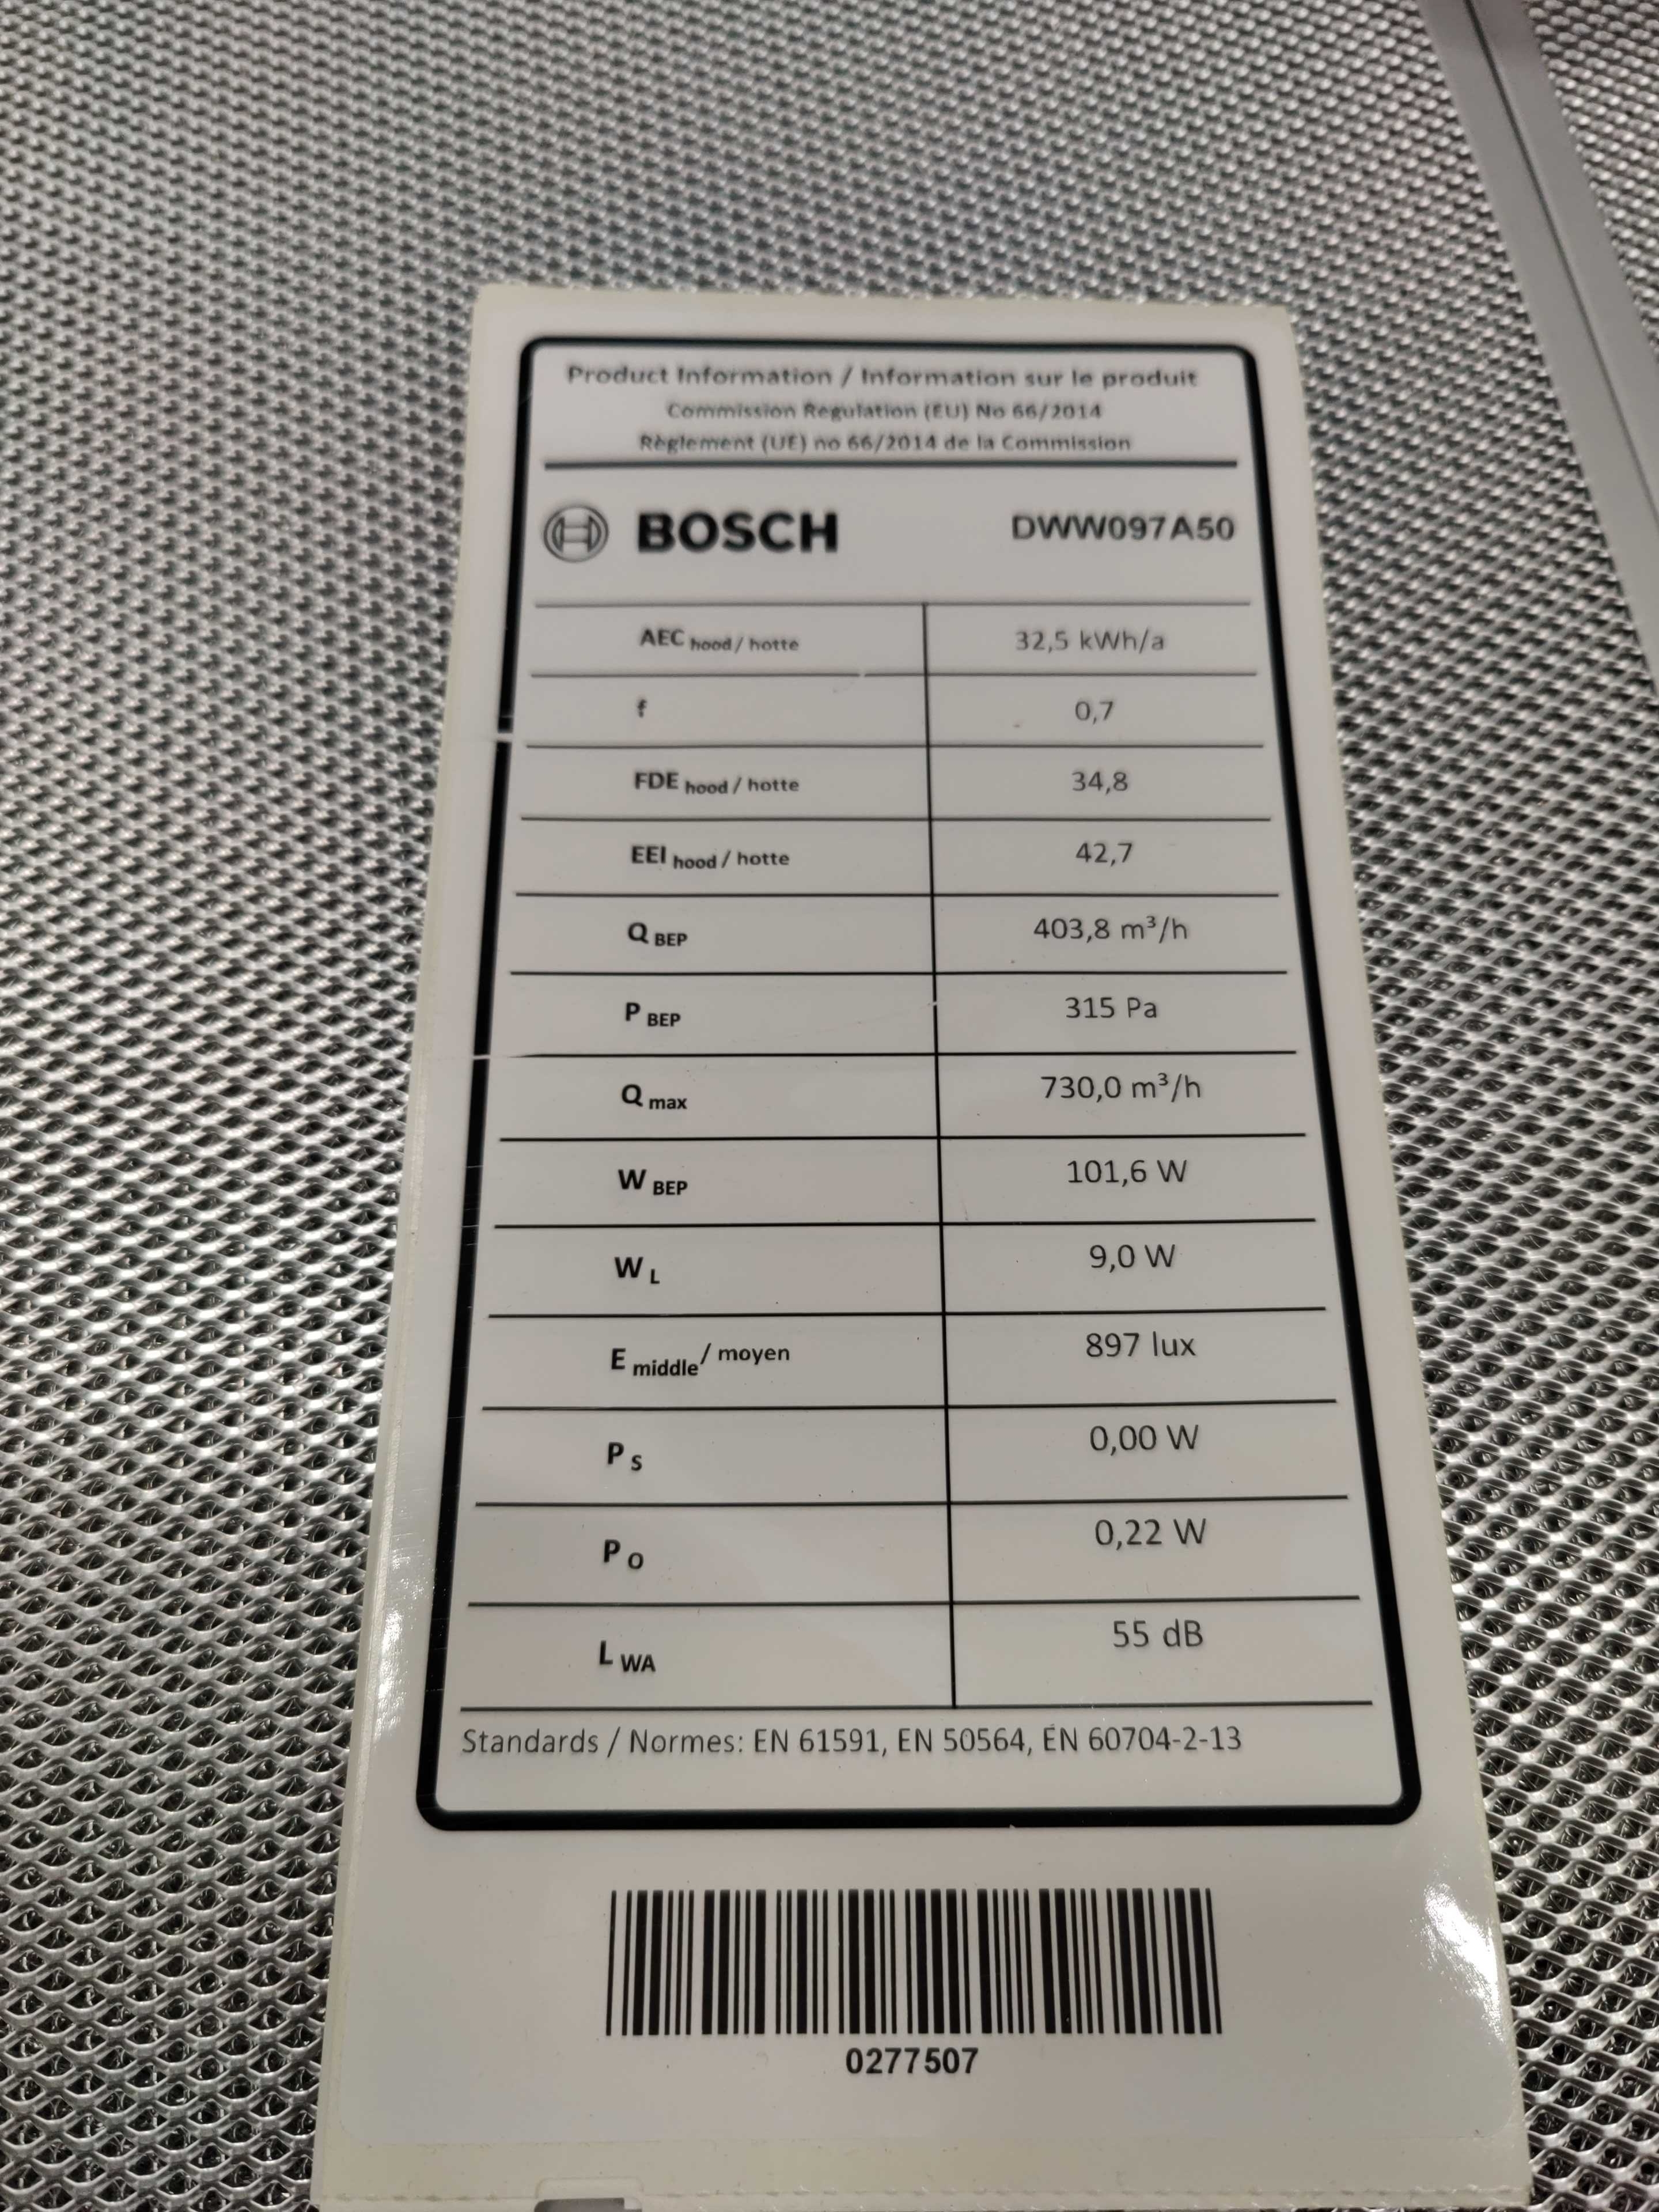 Product Information / Information sur le produit
Commission Regulation (EU) No 66/2014
Règlement (UE) no 66/2014 de la Commission
BOSCH DWW097A50
AEC hood / hotte 32,5 kWh/a
f 0,7
FDE hood / hotte 34,8
EEI hood / hotte 42,7
Q BEP 403,8 m³/h
P BEP 315 Pa
Q max 730,0 m³/h
W BEP 101,6 W
W L 9,0 W
E middle / moyen 897 lux
P S 0,00 W
P O 0,22 W
L WA 55 dB
Standards / Normes: EN 61591, EN 50564, EN 60704-2-13
0277507